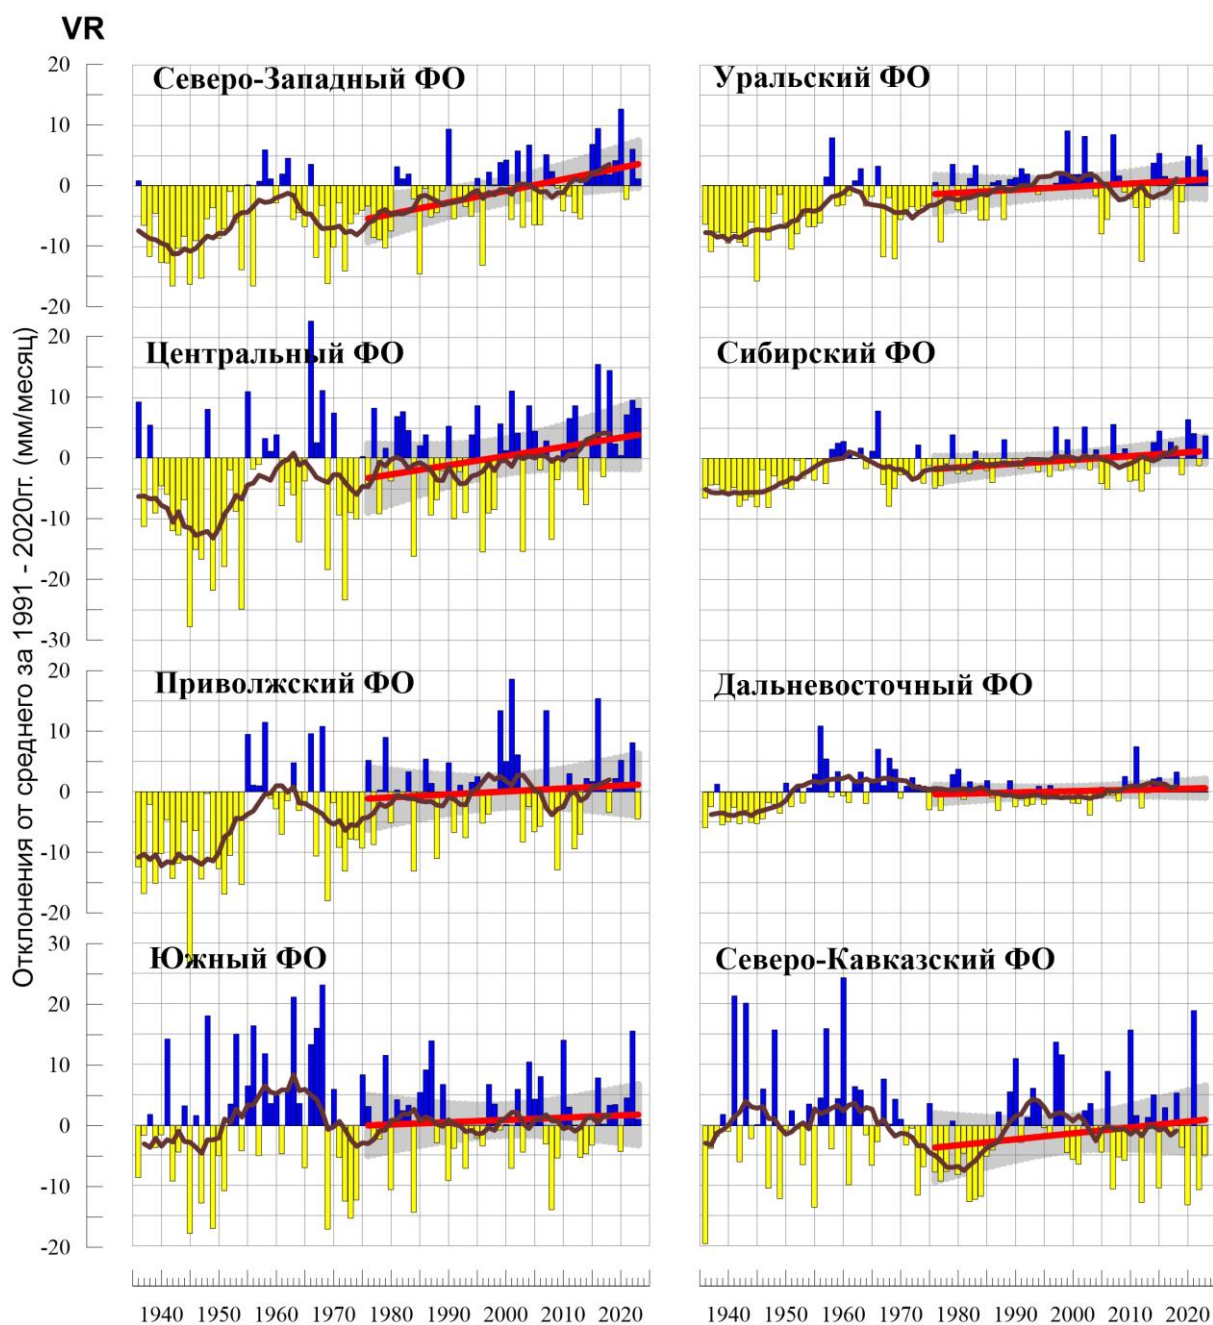 VR
Отклонения от среднего за 1991 - 2020гг. (мм/месяц)
Северо-Западный ФО
Уральский ФО
20
10
0
-10
-20
Центральный ФО
Сибирский ФО
20
10
0
-10
-20
-30
Приволжский ФО
Дальневосточный ФО
20
10
0
-10
-20
Южный ФО
Северо-Кавказский ФО
30
20
10
0
-10
-20
1940 1950 1960 1970 1980 1990 2000 2010 2020
1940 1950 1960 1970 1980 1990 2000 2010 2020